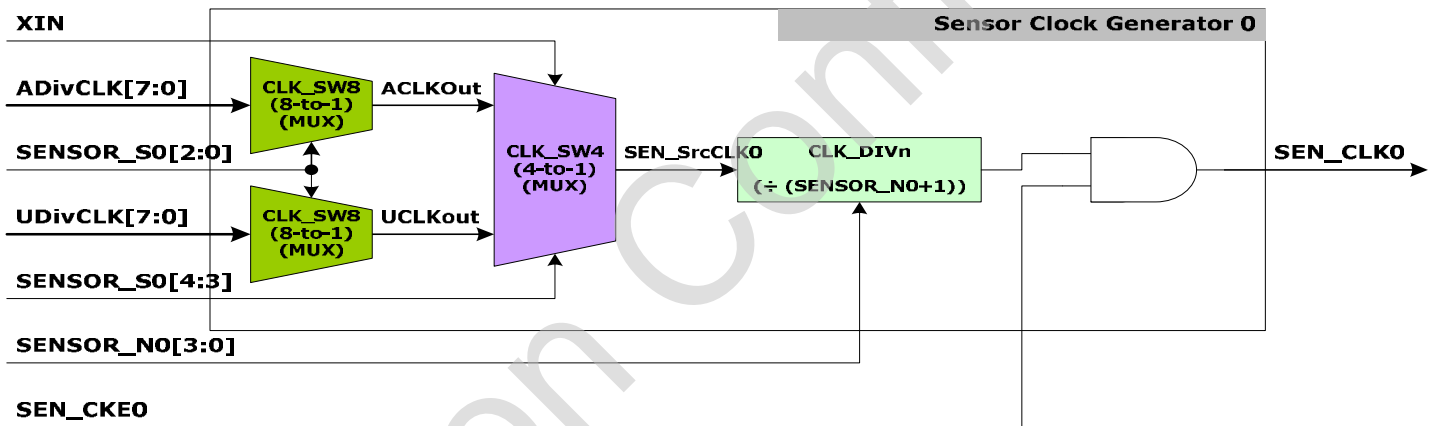 XIN
Sensor Clock Generator 0
ADivCLK[7:0]
CLK_SW8
(8-to-1)
(MUX)
ACLKOut
SENSOR_S0[2:0]
CLK_SW4
(4-to-1)
(MUX)
SEN_SrcCLK0
CLK_DIVn
(÷ (SENSOR_N0+1))
SEN_CLK0
UDivCLK[7:0]
CLK_SW8
(8-to-1)
(MUX)
UCLKout
SENSOR_S0[4:3]
SENSOR_N0[3:0]
SEN_CKE0